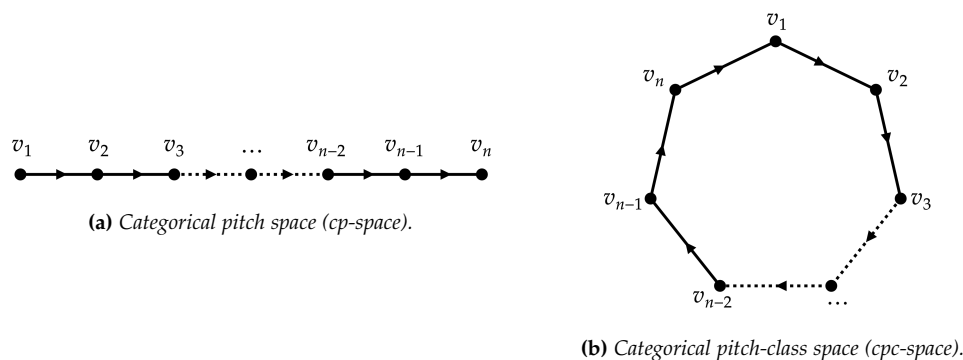 v₁ v₂ v₃ … vₙ₋₂ vₙ₋₁ vₙ
(a) Categorical pitch space (cp-space).
v₁
vₙ v₂
vₙ₋₁ v₃
vₙ₋₂ …
(b) Categorical pitch-class space (cpc-space).